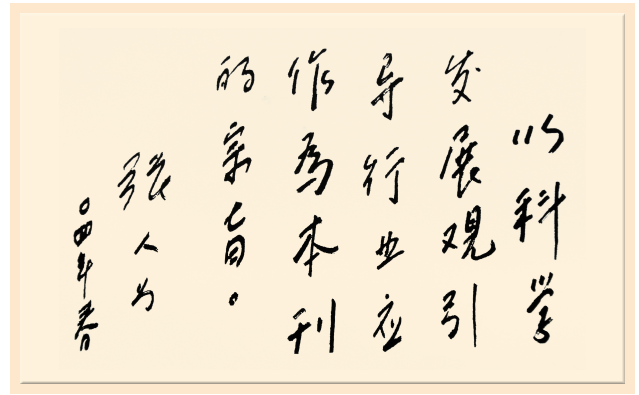 以科学
发展观引
导行业应
作为本刊
的宗旨。
张人为
〇四年春